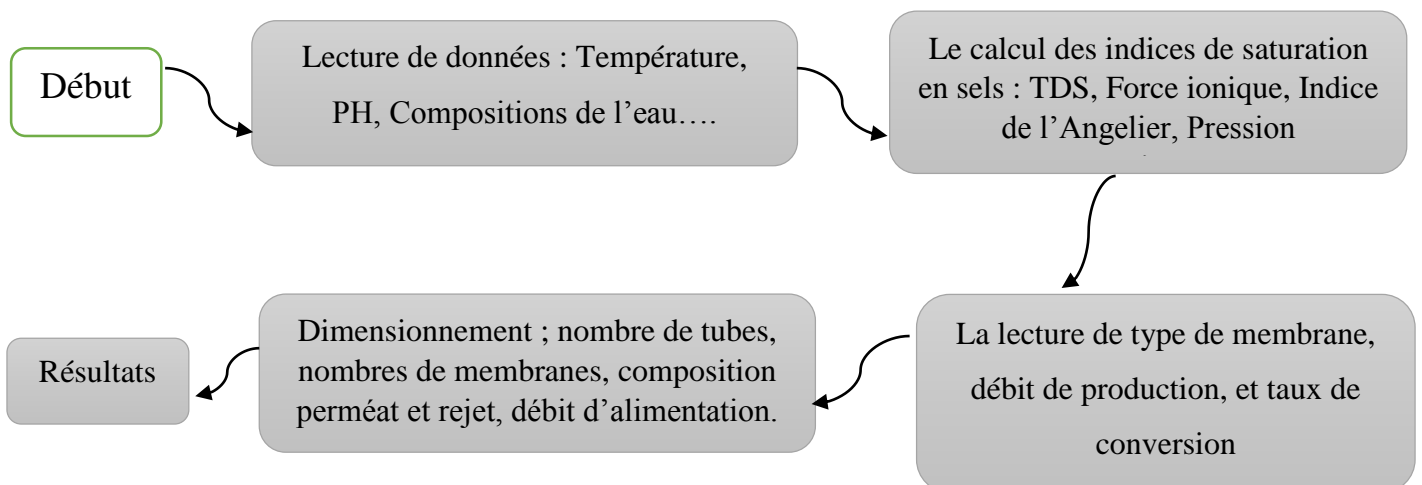 Début
Lecture de données : Température,
PH, Compositions de l’eau….
Le calcul des indices de saturation
en sels : TDS, Force ionique, Indice
de l’Angelier, Pression
La lecture de type de membrane,
débit de production, et taux de
conversion
Dimensionnement ; nombre de tubes,
nombres de membranes, composition
perméat et rejet, débit d’alimentation.
Résultats